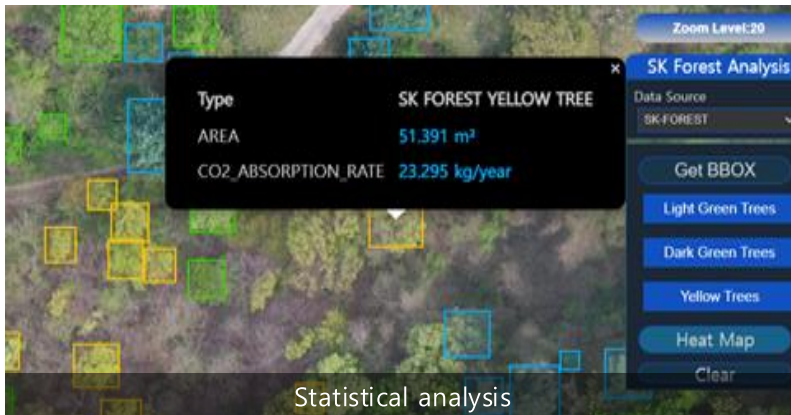 Zoom Level:20
×
SK Forest Analysis
Type SK FOREST YELLOW TREE
Data Source
SK-FOREST
AREA 51.391 m²
CO2_ABSORPTION_RATE 23.295 kg/year
Get BBOX
Light Green Trees
Dark Green Trees
Yellow Trees
Heat Map
Clear
Statistical analysis